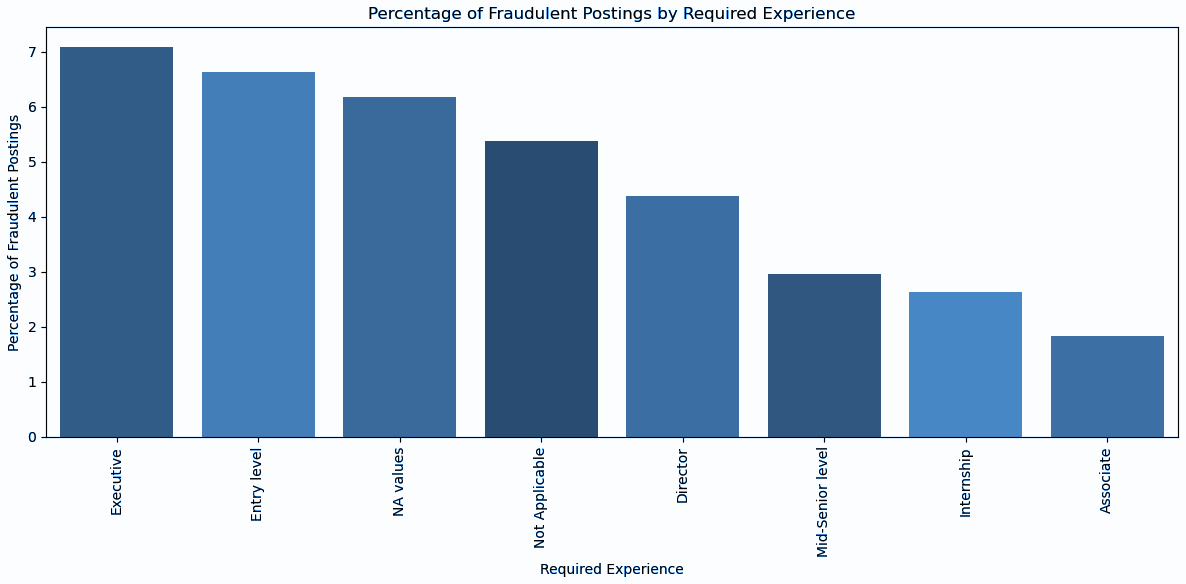 Percentage of Fraudulent Postings by Required Experience
Percentage of Fraudulent Postings
7
6
5
4
3
2
1
0
Executive
Entry level
NA values
Not Applicable
Director
Mid-Senior level
Internship
Associate
Required Experience